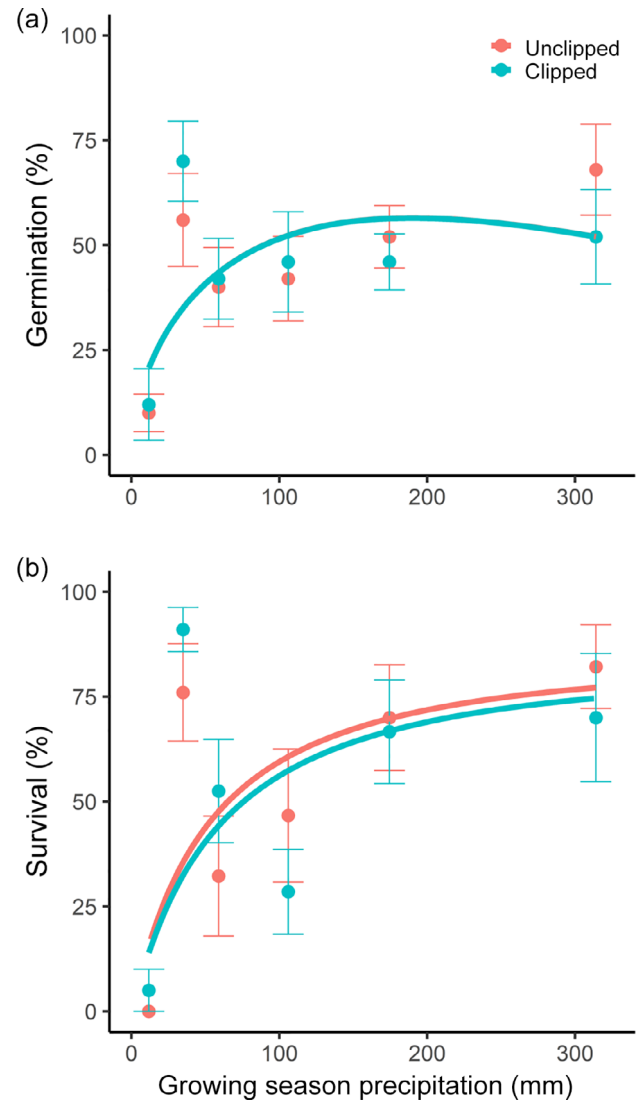 (a)
100
75
50
25
0
Germination (%)
Unclipped
Clipped
0 100 200 300
(b)
100
75
50
25
0
Survival (%)
0 100 200 300
Growing season precipitation (mm)